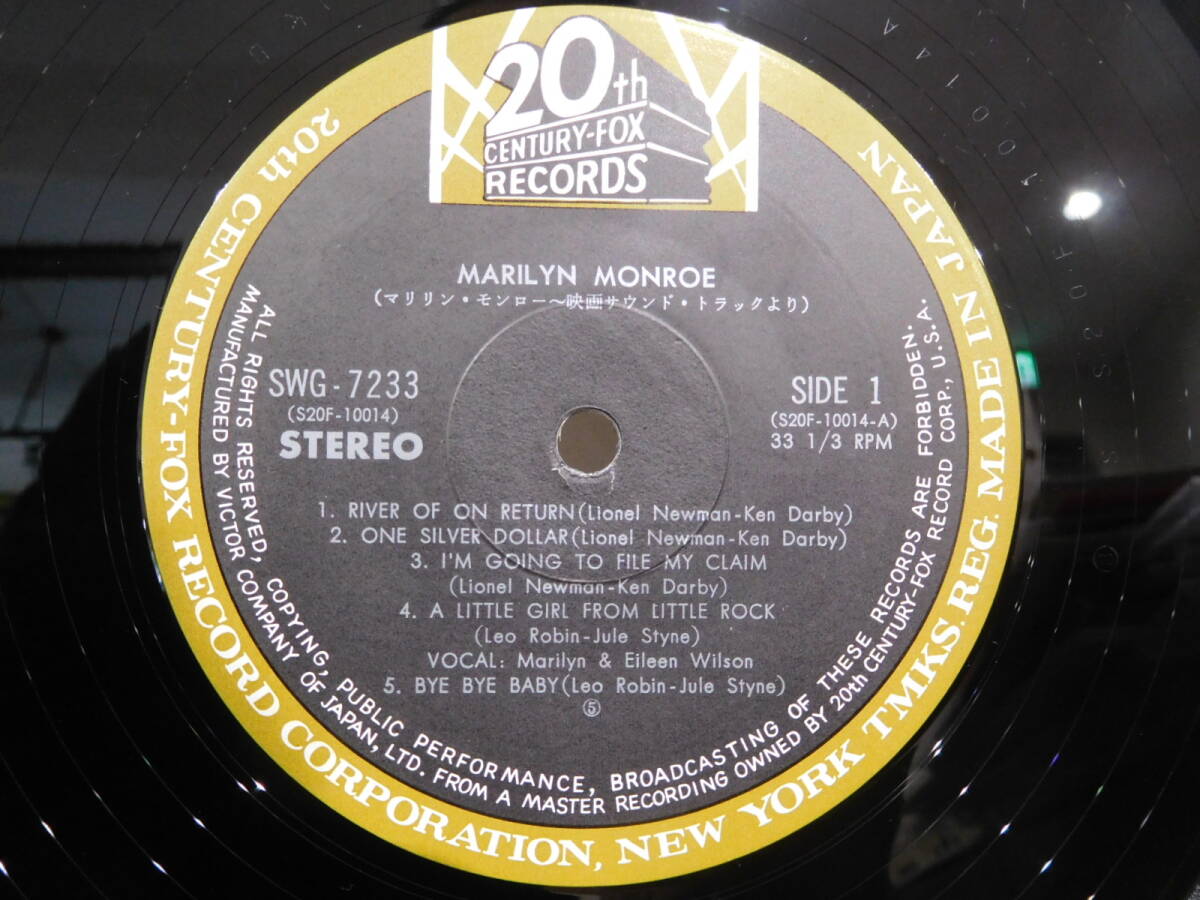 20th
CENTURY-FOX
RECORDS
MARILYN MONROE
(マリリン・モンロー〜映画サウンド・トラックより)
SWG-7233
(S20F-10014)
STEREO
SIDE 1
(S20F-10014-A)
33 1/3 RPM
1. RIVER OF ON RETURN(Lionel Newman-Ken Darby)
2. ONE SILVER DOLLAR(Lionel Newman-Ken Darby)
3. I'M GOING TO FILE MY CLAIM
(Lionel Newman-Ken Darby)
4. A LITTLE GIRL FROM LITTLE ROCK
(Leo Robin-Jule Styne)
VOCAL: Marilyn & Eileen Wilson
5. BYE BYE BABY(Leo Robin-Jule Styne)
⑤
ALL RIGHTS RESERVED, COPYING, PUBLIC PERFORMANCE, BROADCASTING OF THESE RECORDS ARE FORBIDDEN.
MANUFACTURED BY VICTOR COMPANY OF JAPAN, LTD. FROM A MASTER RECORDING OWNED BY 20th CENTURY-FOX RECORD CORP., U.S.A.
20th CENTURY-FOX RECORD CORPORATION, NEW YORK TMKS. REG. MADE IN JAPAN